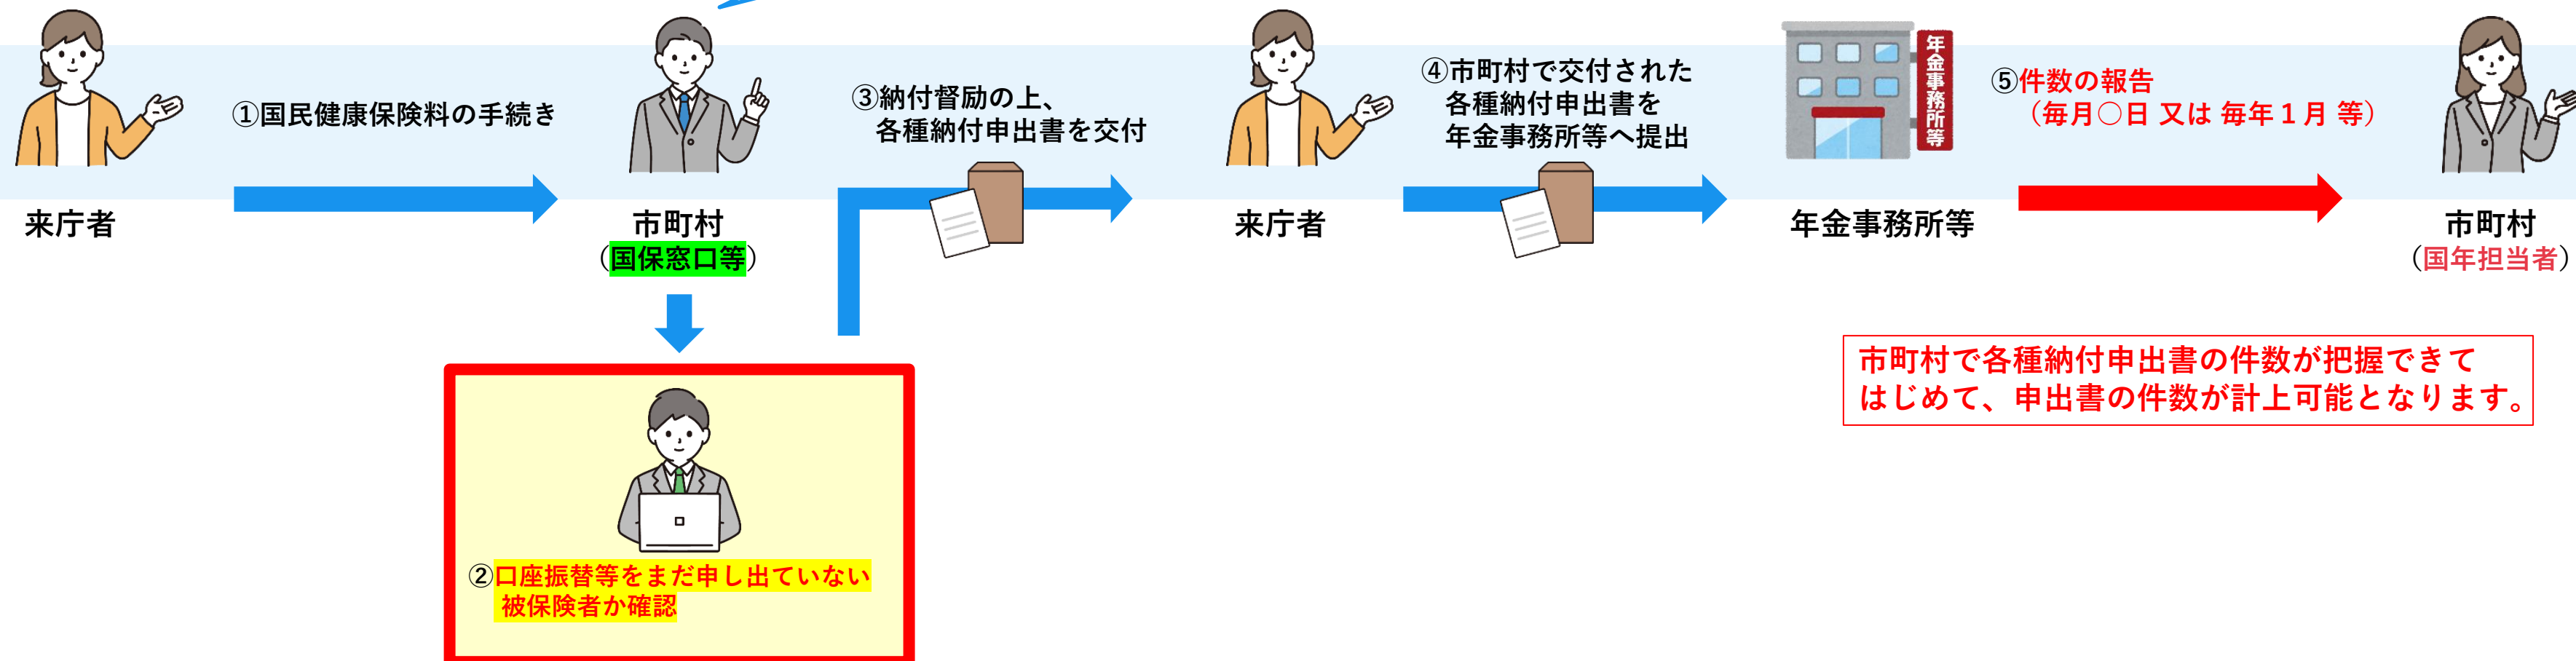 ①国民健康保険料の手続き
来庁者
市町村
（国保窓口等）
②口座振替等をまだ申し出ていない
被保険者か確認
③納付督励の上、
各種納付申出書を交付
来庁者
④市町村で交付された
各種納付申出書を
年金事務所等へ提出
年金事務所等
年金事務所等
⑤件数の報告
（毎月○日 又は 毎年１月 等）
市町村
（国年担当者）
市町村で各種納付申出書の件数が把握できて
はじめて、申出書の件数が計上可能となります。